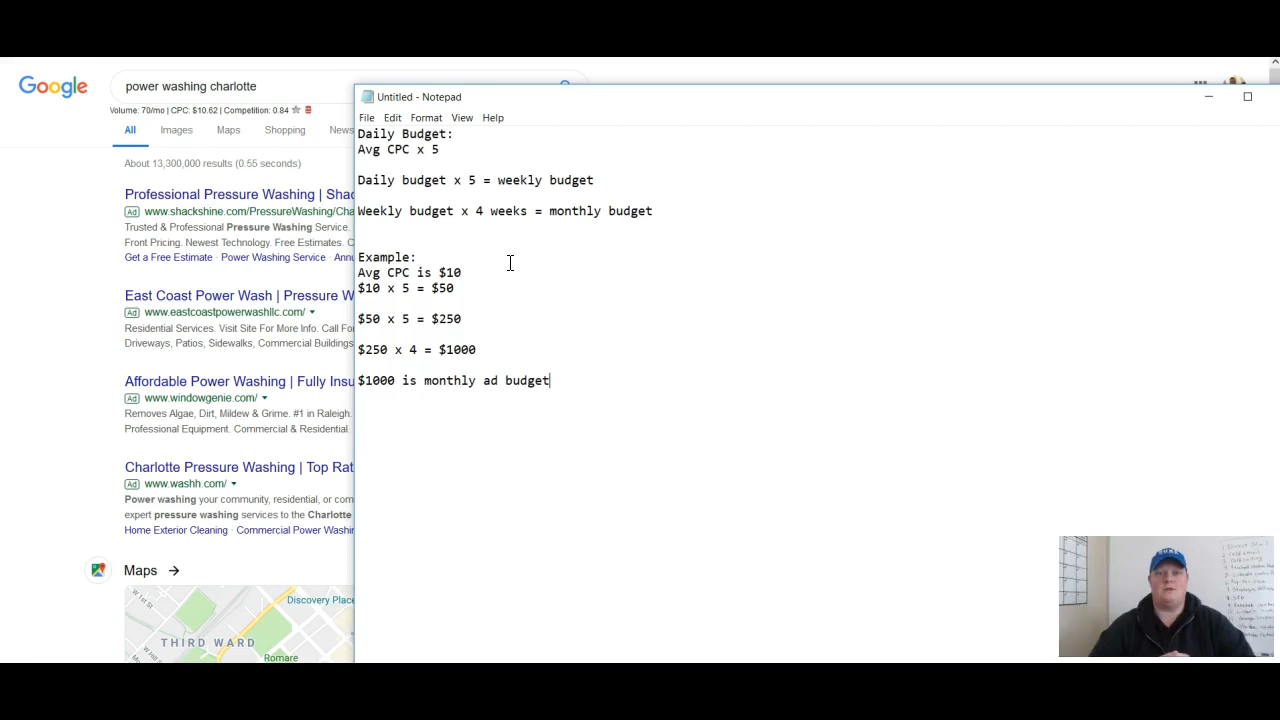 Google
power washing charlotte
Volume: 70/mo | CPC: $10.62 | Competition: 0.84
All Images Maps Shopping News
About 13,300,000 results (0.55 seconds)
Professional Pressure Washing | Shac
Ad www.shackshine.com/PressureWashing/Cha
Trusted & Professional Pressure Washing Service.
Front Pricing. Newest Technology. Free Estimates. C
Get a Free Estimate · Power Washing Service · Annu
East Coast Power Wash | Pressure W
Ad www.eastcoastpowerwashllc.com/
Residential Services. Visit Site For More Info. Call Fo
Driveways, Patios, Sidewalks, Commercial Buildings
Affordable Power Washing | Fully Insu
Ad www.windowgenie.com/
Removes Algae, Dirt, Mildew & Grime. #1 in Raleigh.
Professional Equipment. Commercial & Residential.
Charlotte Pressure Washing | Top Rat
Ad www.washh.com/
Power washing your community, residential, or com
expert pressure washing services to the Charlotte
Home Exterior Cleaning · Commercial Power Washin
Maps
W 1st St
Discovery Place
THIRD WARD
Romare
Untitled - Notepad
File Edit Format View Help
Daily Budget:
Avg CPC x 5
Daily budget x 5 = weekly budget
Weekly budget x 4 weeks = monthly budget
Example:
Avg CPC is $10
$10 x 5 = $50
$50 x 5 = $250
$250 x 4 = $1000
$1000 is monthly ad budget